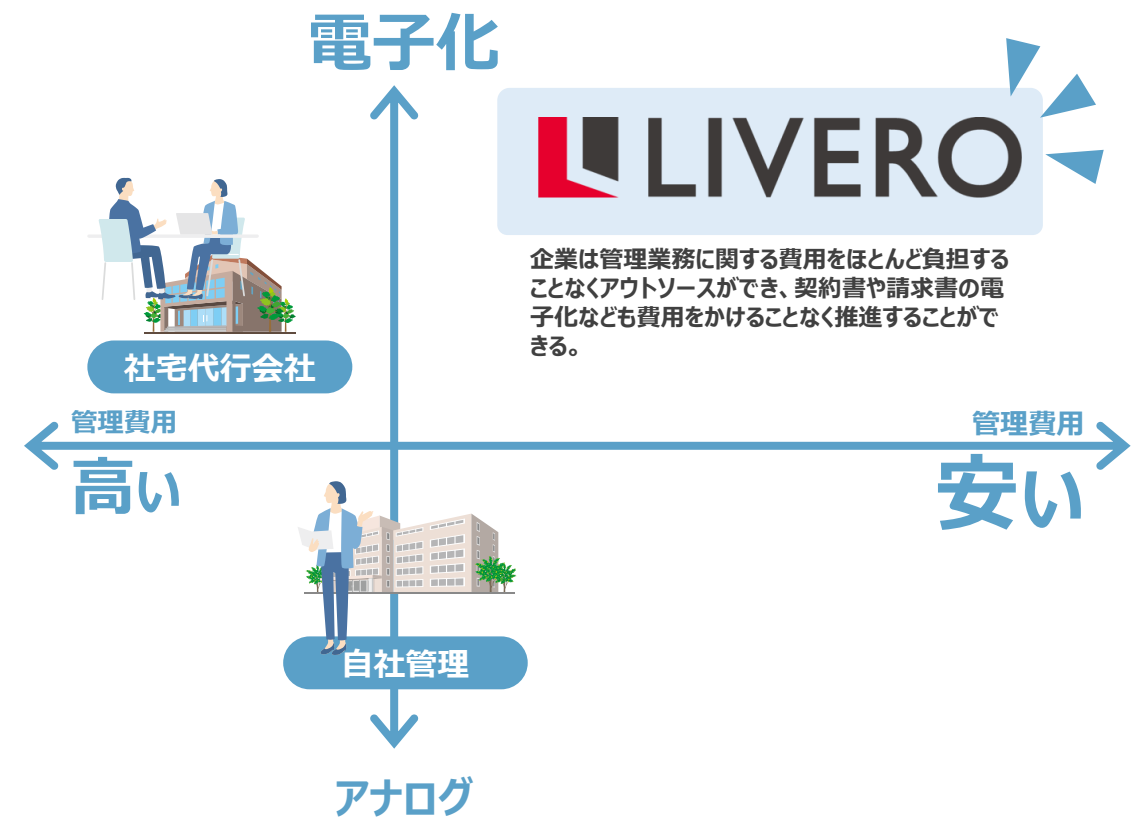 電子化
LIVERO
企業は管理業務に関する費用をほとんど負担する
ことなくアウトソースができ、契約書や請求書の電
子化なども費用をかけることなく推進することがで
きる。
社宅代行会社
管理費用
高い
管理費用
安い
自社管理
アナログ